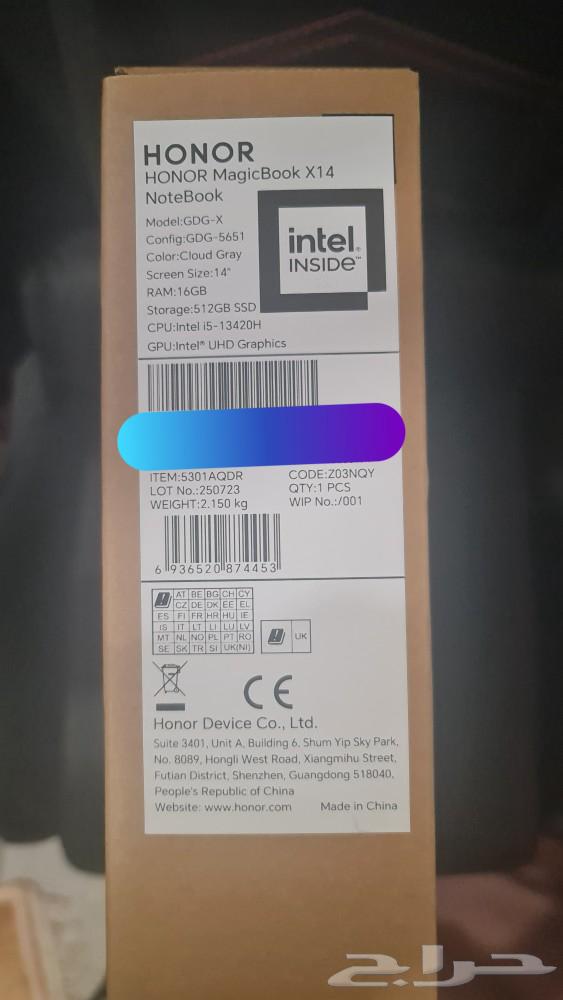 HONOR
HONOR MagicBook X14
NoteBook
Model:GDG-X
Config:GDG-5651
Color:Cloud Gray
Screen Size:14"
RAM:16GB
Storage:512GB SSD
CPU:Intel i5-13420H
GPU:Intel® UHD Graphics
intel®
INSIDE™
ITEM:5301AQDR
CODE:Z03NQY
LOT No.:250723
QTY:1 PCS
WEIGHT:2.150 kg
WIP No.:/001
6 936520 874453
AT BE BG CH CY
CZ DE DK EE EL
ES FI FR HR HU IE
IS IT LT LI LU LV
MT NL NO PL PT RO
SE SK TR SI UK(NI)
UK
CE
Honor Device Co., Ltd.
Suite 3401, Unit A, Building 6, Shum Yip Sky Park,
No. 8089, Hongli West Road, Xiangmihu Street,
Futian District, Shenzhen, Guangdong 518040,
People's Republic of China
Website: www.honor.com Made in China
حراج